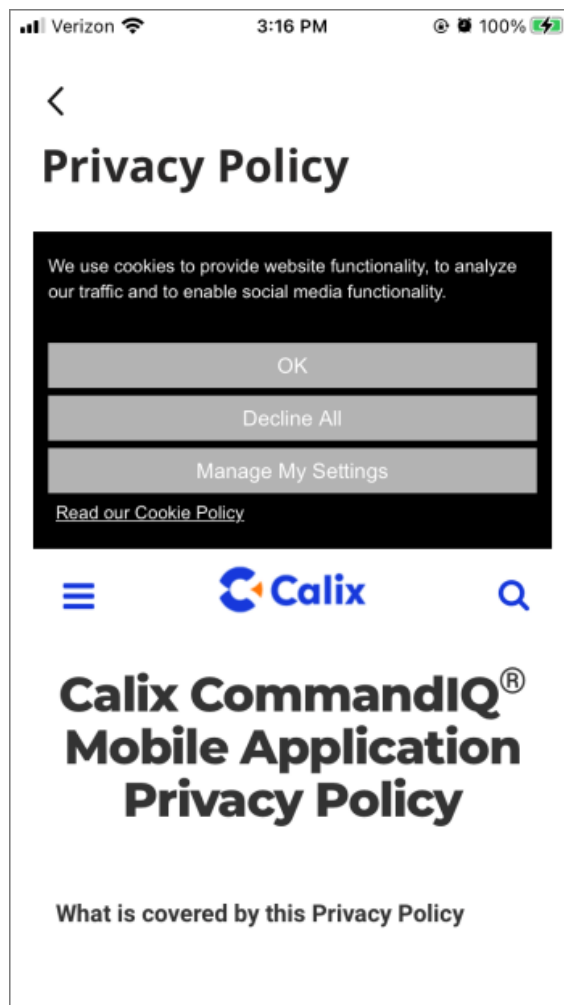 Verizon 3:16 PM 100%
Privacy Policy
We use cookies to provide website functionality, to analyze
our traffic and to enable social media functionality.
OK
Decline All
Manage My Settings
Read our Cookie Policy
Calix
Calix CommandIQ®
Mobile Application
Privacy Policy
What is covered by this Privacy Policy